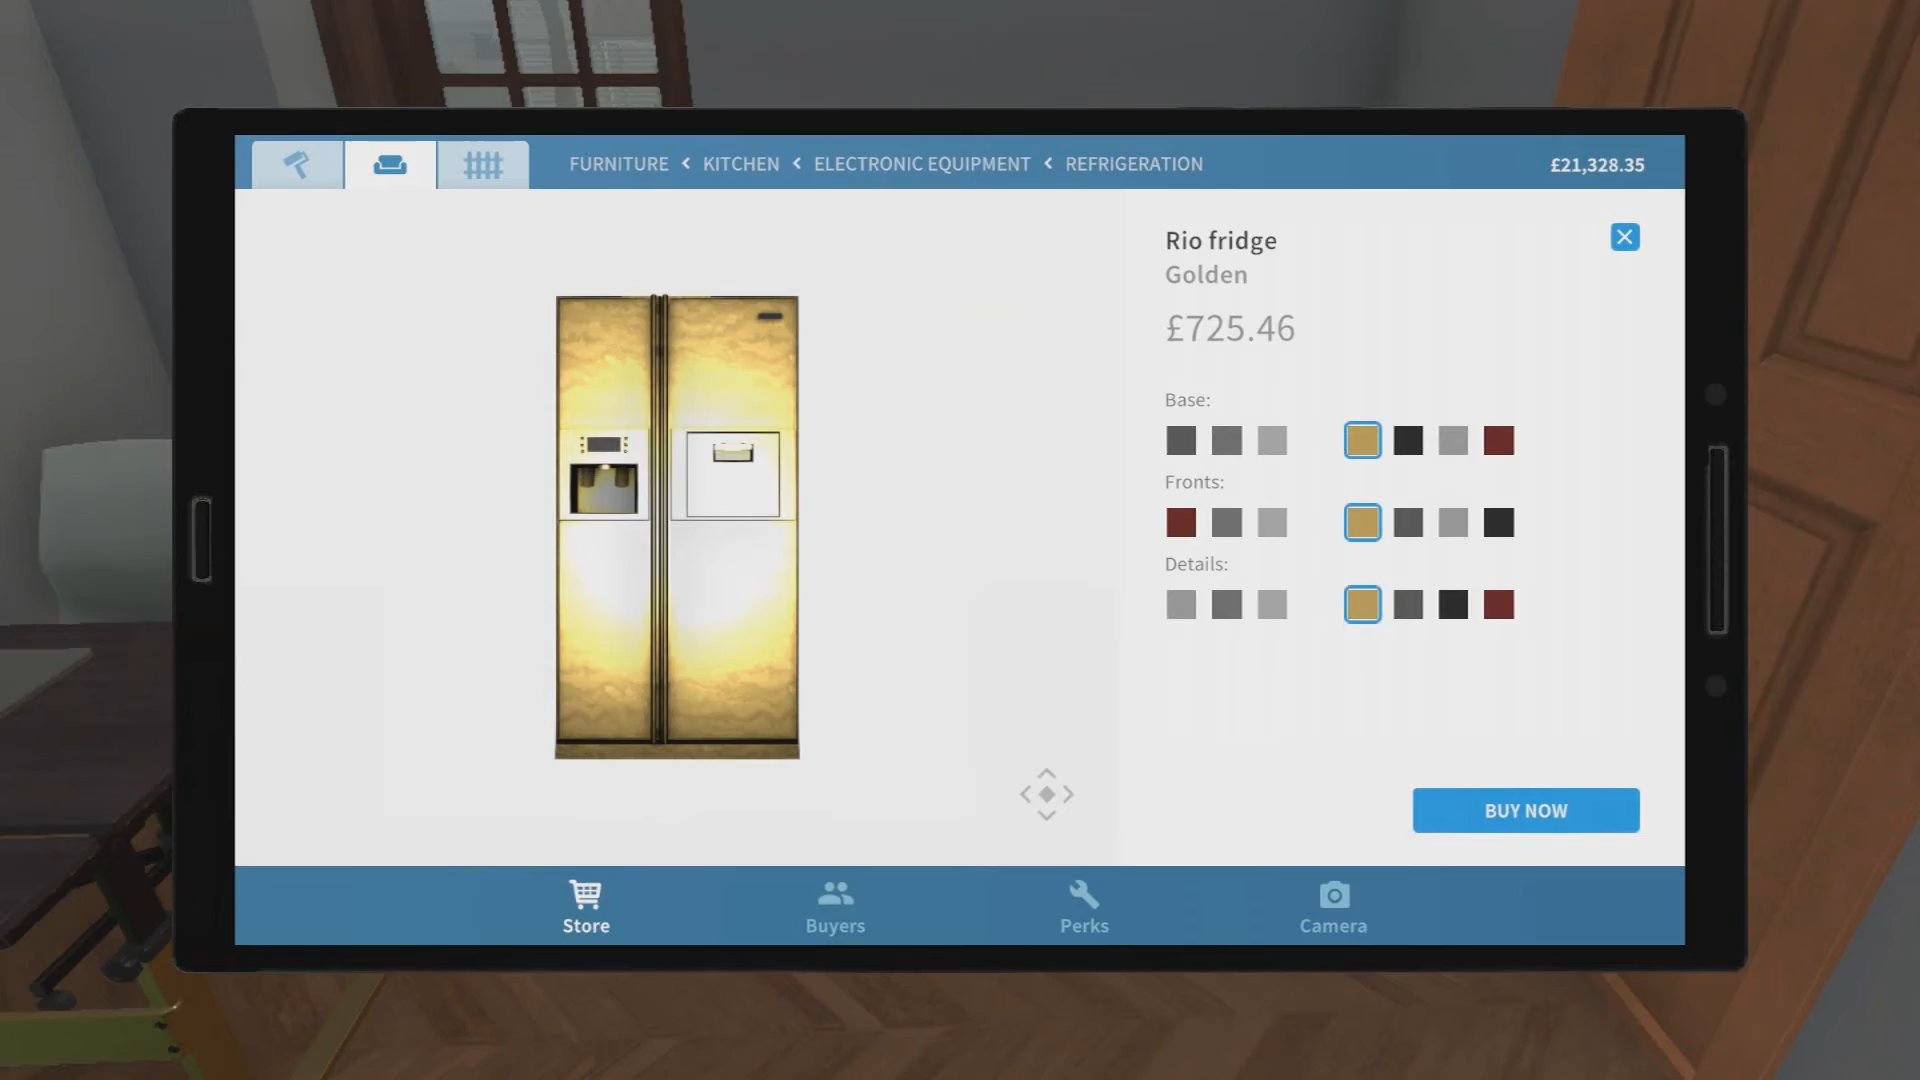 FURNITURE < KITCHEN < ELECTRONIC EQUIPMENT < REFRIGERATION
£21,328.35
Rio fridge
Golden
£725.46
Base:
Fronts:
Details:
BUY NOW
Store
Buyers
Perks
Camera